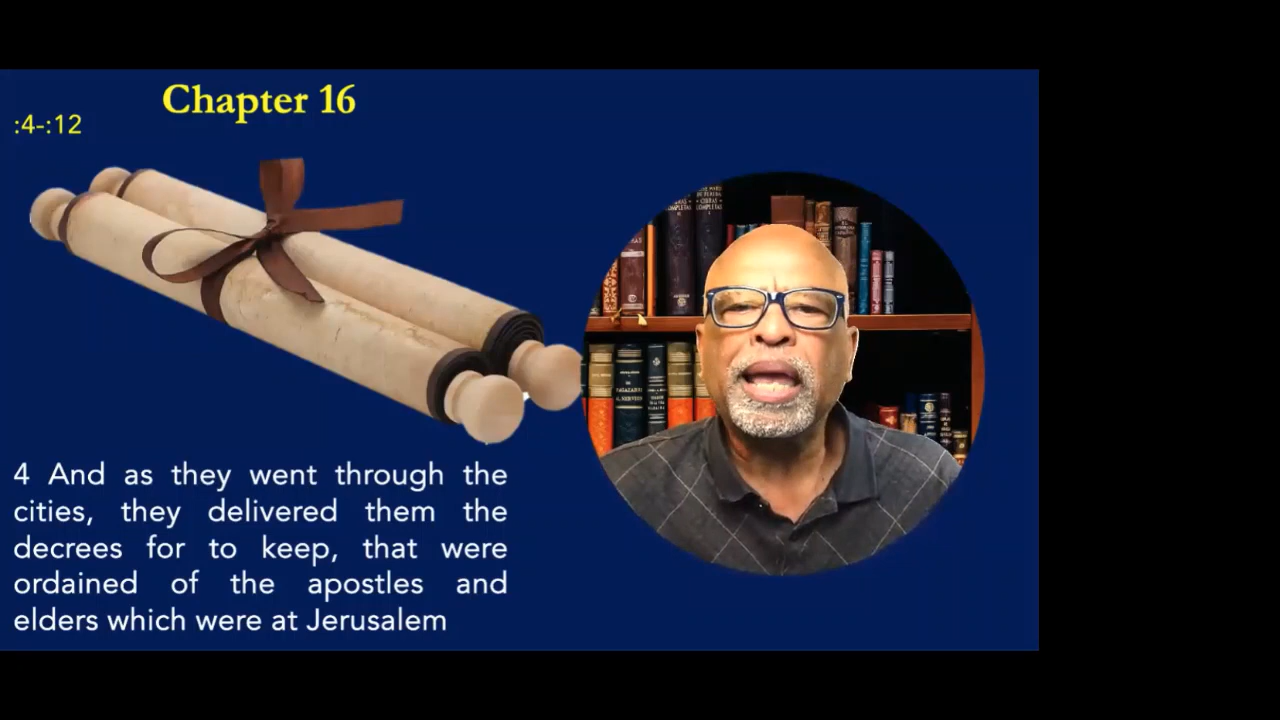 Chapter 16
:4-:12
4 And as they went through the
cities, they delivered them the
decrees for to keep, that were
ordained of the apostles and
elders which were at Jerusalem